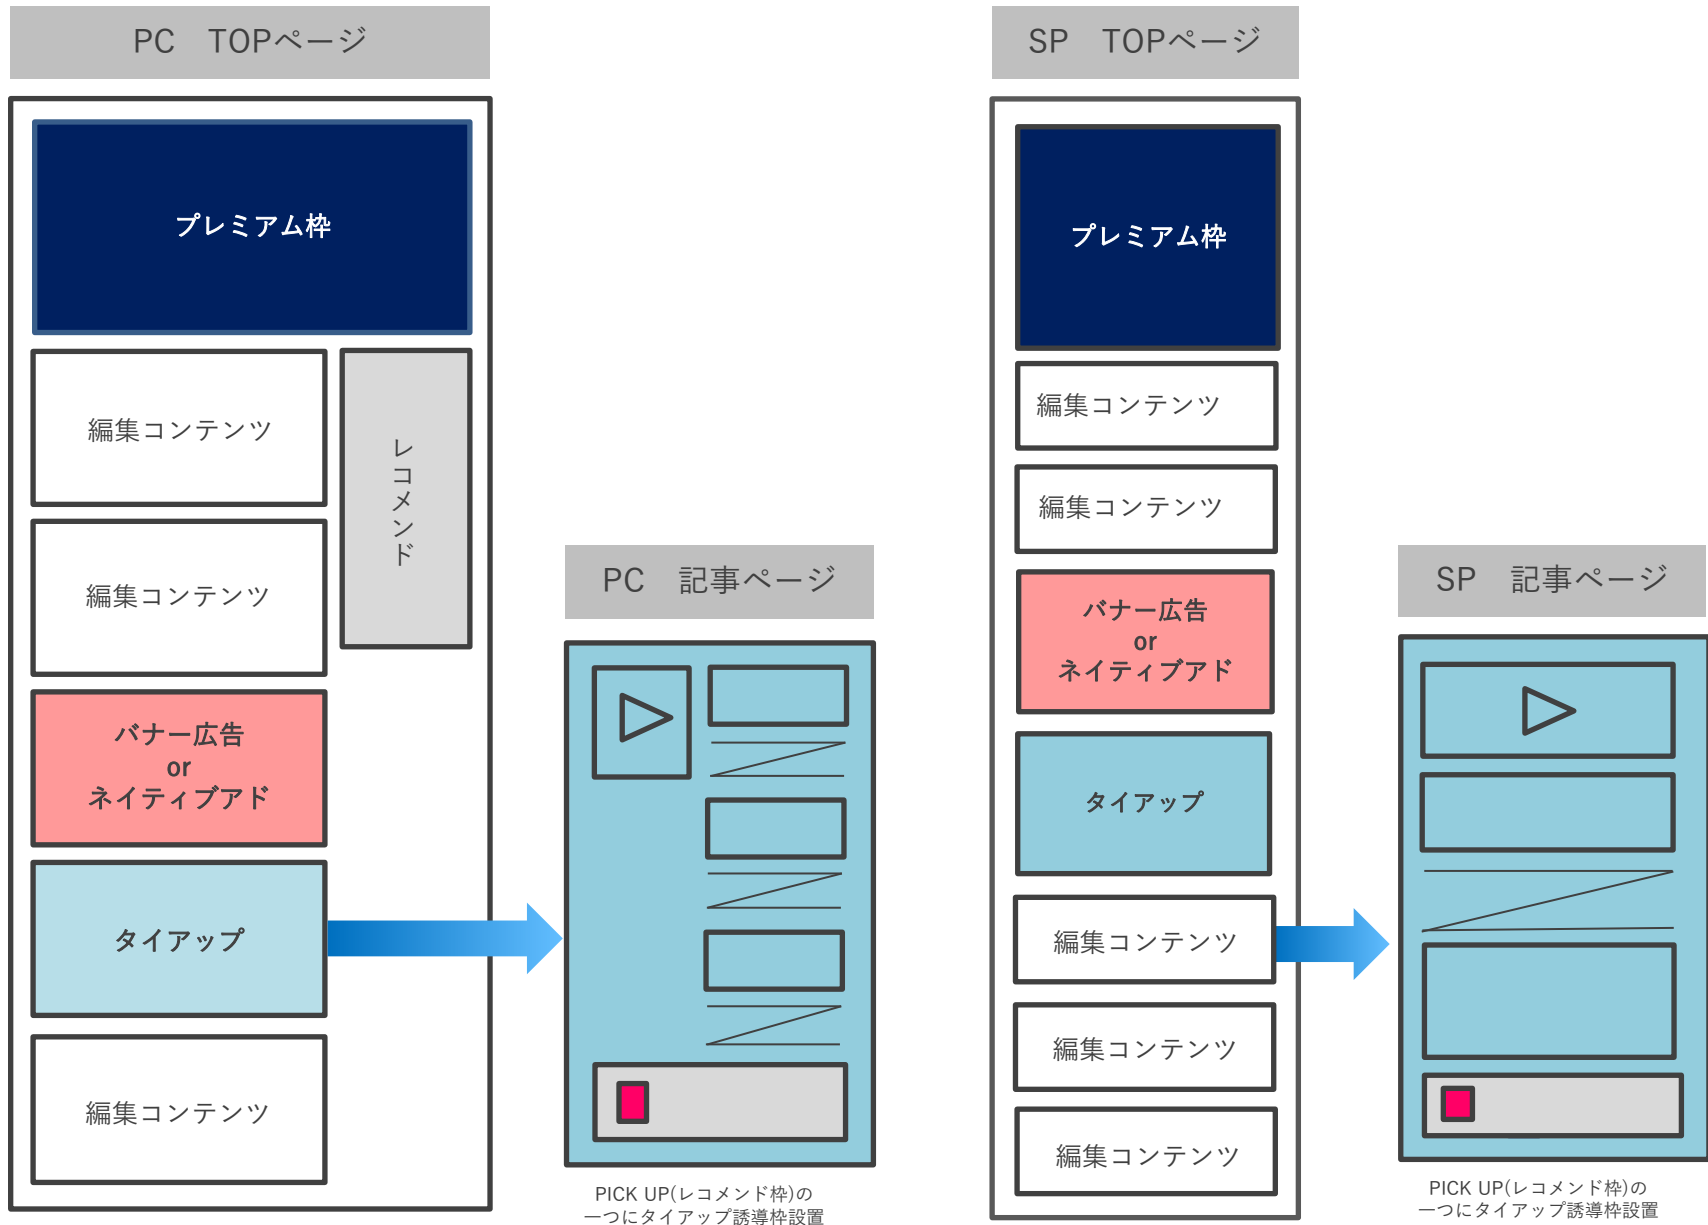 PC　TOPページ
プレミアム枠
編集コンテンツ
レコメンド
編集コンテンツ
バナー広告
or
ネイティブアド
タイアップ
編集コンテンツ
PC　記事ページ
PICK UP(レコメンド枠)の
一つにタイアップ誘導枠設置
SP　TOPページ
プレミアム枠
編集コンテンツ
編集コンテンツ
バナー広告
or
ネイティブアド
タイアップ
編集コンテンツ
編集コンテンツ
編集コンテンツ
SP　記事ページ
PICK UP(レコメンド枠)の
一つにタイアップ誘導枠設置